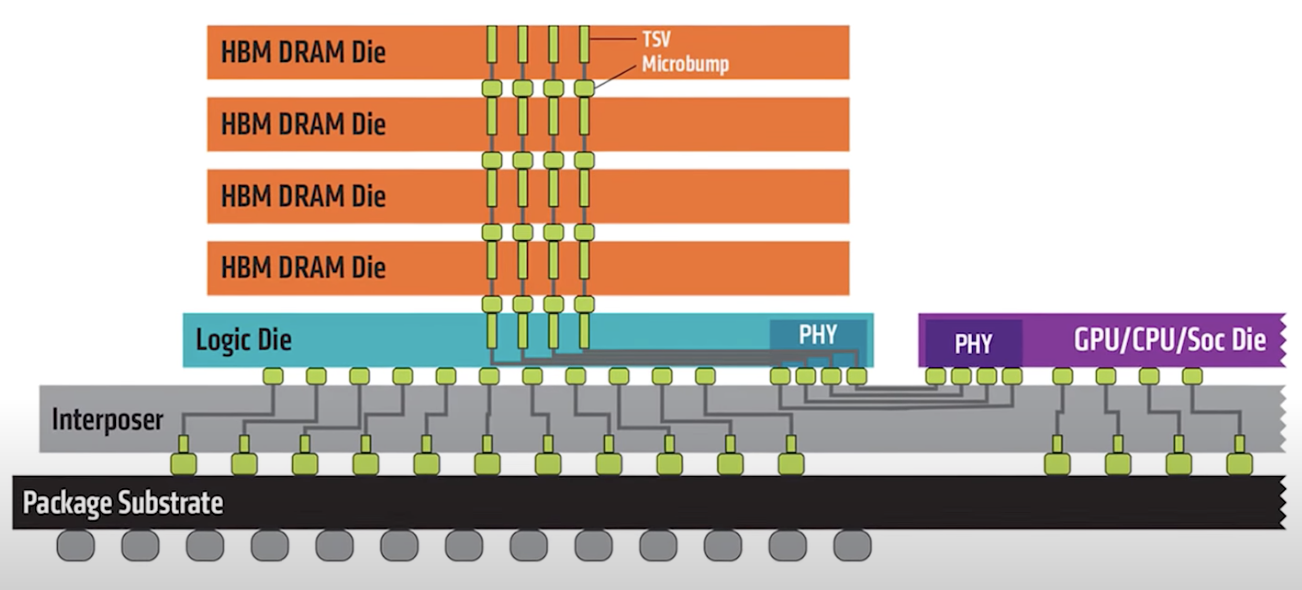 HBM DRAM Die
TSV
Microbump
HBM DRAM Die
HBM DRAM Die
HBM DRAM Die
Logic Die
PHY
PHY
GPU/CPU/Soc Die
Interposer
Package Substrate